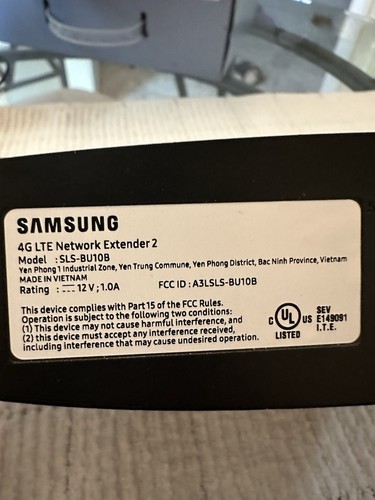 SAMSUNG
4G LTE Network Extender 2
Model : SLS-BU10B
Yen Phong 1 Industrial Zone, Yen Trung Commune, Yen Phong District, Bac Ninh Province, Vietnam
MADE IN VIETNAM
Rating : ⎓ 12 V ; 1.0A FCC ID : A3LSLS-BU10B
This device complies with Part 15 of the FCC Rules.
Operation is subject to the following two conditions:
(1) This device may not cause harmful interference, and
(2) this device must accept any interference received,
including interference that may cause undesired operation.
C UL US
LISTED
SEV
E149091
I.T.E.